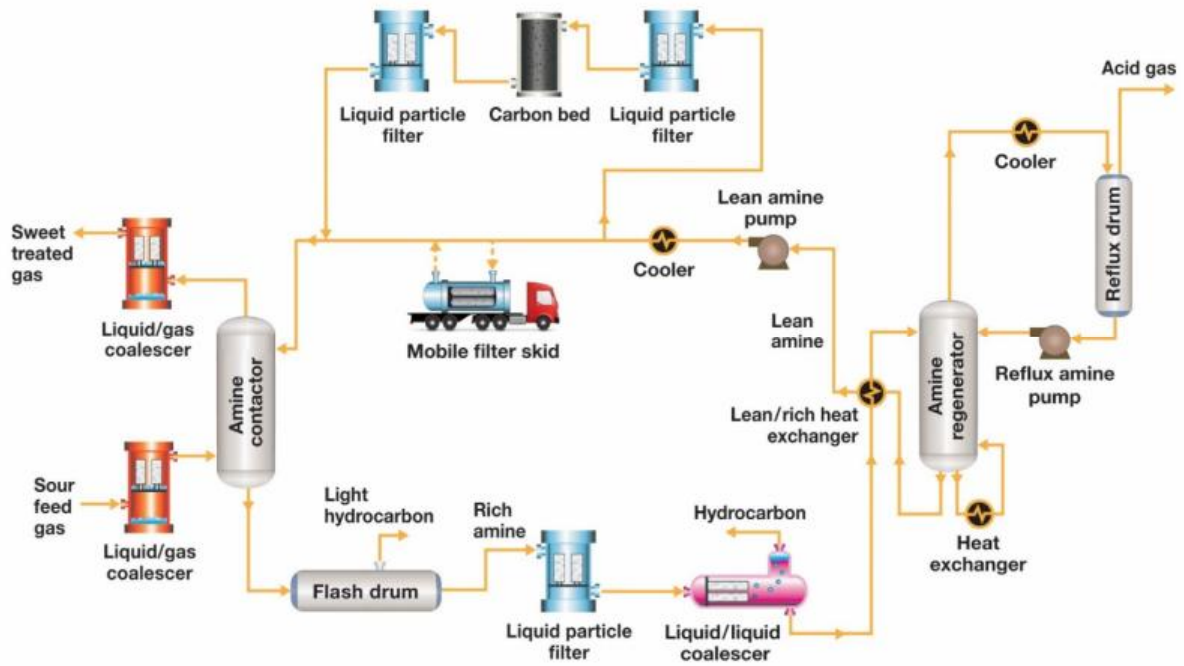 Liquid particle
filter
Carbon bed
Liquid particle
filter
Acid gas
Cooler
Reflux drum
Lean amine
pump
Sweet
treated
gas
Cooler
Liquid/gas
coalescer
Mobile filter skid
Lean
amine
Amine
contactor
Amine
regenerator
Reflux amine
pump
Lean/rich heat
exchanger
Sour
feed
gas
Liquid/gas
coalescer
Light
hydrocarbon
Rich
amine
Hydrocarbon
Heat
exchanger
Flash drum
Liquid particle
filter
Liquid/liquid
coalescer